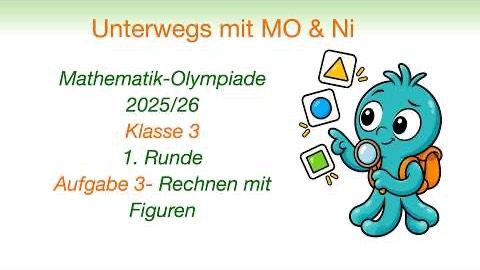 Unterwegs mit MO & Ni
Mathematik-Olympiade
2025/26
Klasse 3
1. Runde
Aufgabe 3- Rechnen mit
Figuren